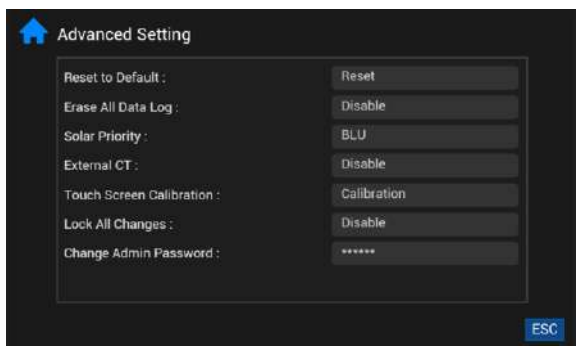 Advanced Setting
Reset to Default : Reset
Erase All Data Log : Disable
Solar Priority : BLU
External CT : Disable
Touch Screen Calibration : Calibration
Lock All Changes : Disable
Change Admin Password : ******
ESC